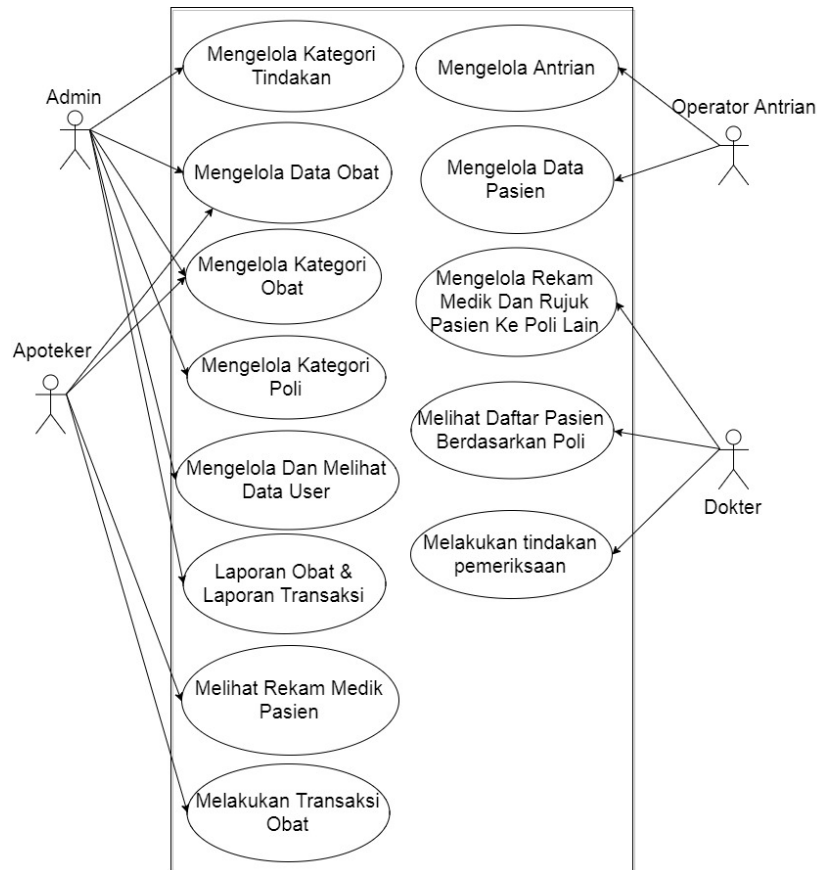 Admin
Apoteker
Mengelola Kategori
Tindakan
Mengelola Data Obat
Mengelola Kategori
Obat
Mengelola Kategori
Poli
Mengelola Dan Melihat
Data User
Laporan Obat &
Laporan Transaksi
Melihat Rekam Medik
Pasien
Melakukan Transaksi
Obat
Mengelola Antrian
Mengelola Data
Pasien
Mengelola Rekam
Medik Dan Rujuk
Pasien Ke Poli Lain
Melihat Daftar Pasien
Berdasarkan Poli
Melakukan tindakan
pemeriksaan
Operator Antrian
Dokter